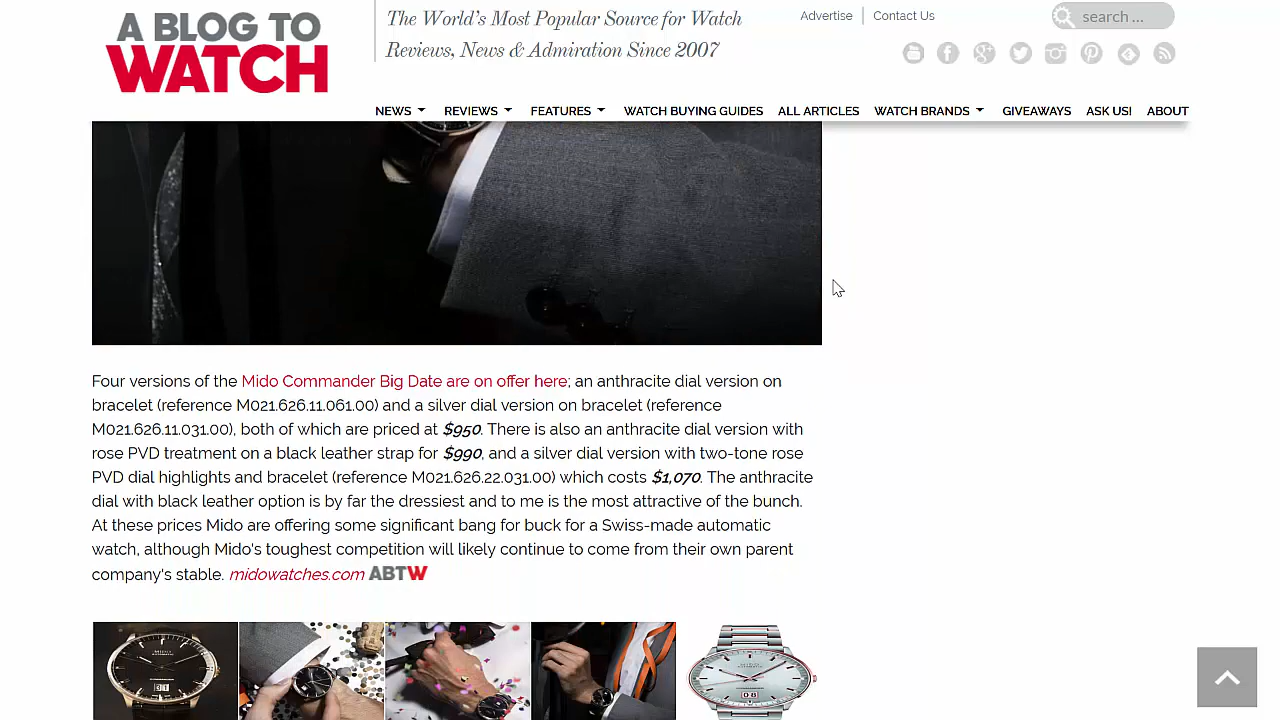 A BLOG TO
WATCH
The World's Most Popular Source for Watch
Reviews, News & Admiration Since 2007
Advertise
Contact Us
search ...
NEWS
REVIEWS
FEATURES
WATCH BUYING GUIDES
ALL ARTICLES
WATCH BRANDS
GIVEAWAYS
ASK US!
ABOUT
Four versions of the Mido Commander Big Date are on offer here; an anthracite dial version on
bracelet (reference M021.626.11.061.00) and a silver dial version on bracelet (reference
M021.626.11.031.00), both of which are priced at $950. There is also an anthracite dial version with
rose PVD treatment on a black leather strap for $990, and a silver dial version with two-tone rose
PVD dial highlights and bracelet (reference M021.626.22.031.00) which costs $1,070. The anthracite
dial with black leather option is by far the dressiest and to me is the most attractive of the bunch.
At these prices Mido are offering some significant bang for buck for a Swiss-made automatic
watch, although Mido's toughest competition will likely continue to come from their own parent
company's stable. midowatches.com ABTW
31
08